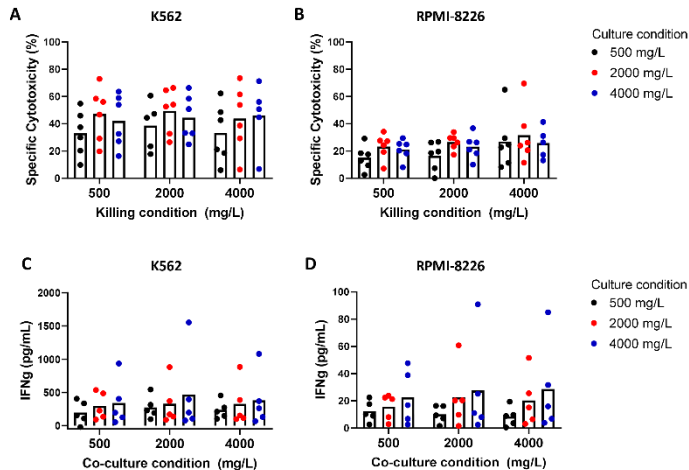 A
K562
Specific Cytotoxicity (%)
100
80
60
40
20
0
500
2000
4000
Killing condition (mg/L)
B
RPMI-8226
Specific Cytotoxicity (%)
100
80
60
40
20
0
500
2000
4000
Killing condition (mg/L)
Culture condition
500 mg/L
2000 mg/L
4000 mg/L
C
K562
IFNg (pg/mL)
2000
1500
1000
500
0
500
2000
4000
Co-culture condition (mg/L)
D
RPMI-8226
IFNg (pg/mL)
100
80
60
40
20
0
500
2000
4000
Co-culture condition (mg/L)
Culture condition
500 mg/L
2000 mg/L
4000 mg/L